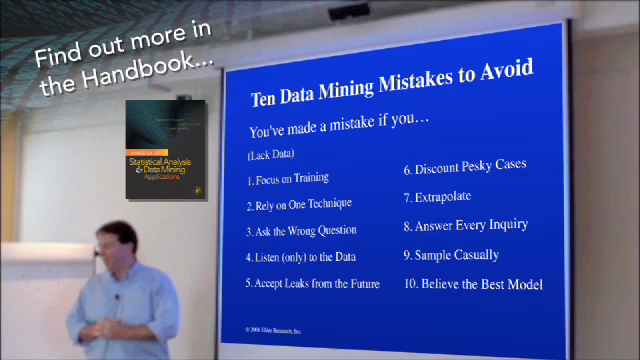 Find out more in
the Handbook...
Statistical Analysis
& Data Mining
Applications
Ten Data Mining Mistakes to Avoid
You've made a mistake if you…
(Lack Data)
1. Focus on Training
2. Rely on One Technique
3. Ask the Wrong Question
4. Listen (only) to the Data
5. Accept Leaks from the Future
6. Discount Pesky Cases
7. Extrapolate
8. Answer Every Inquiry
9. Sample Casually
10. Believe the Best Model
Research, Inc.